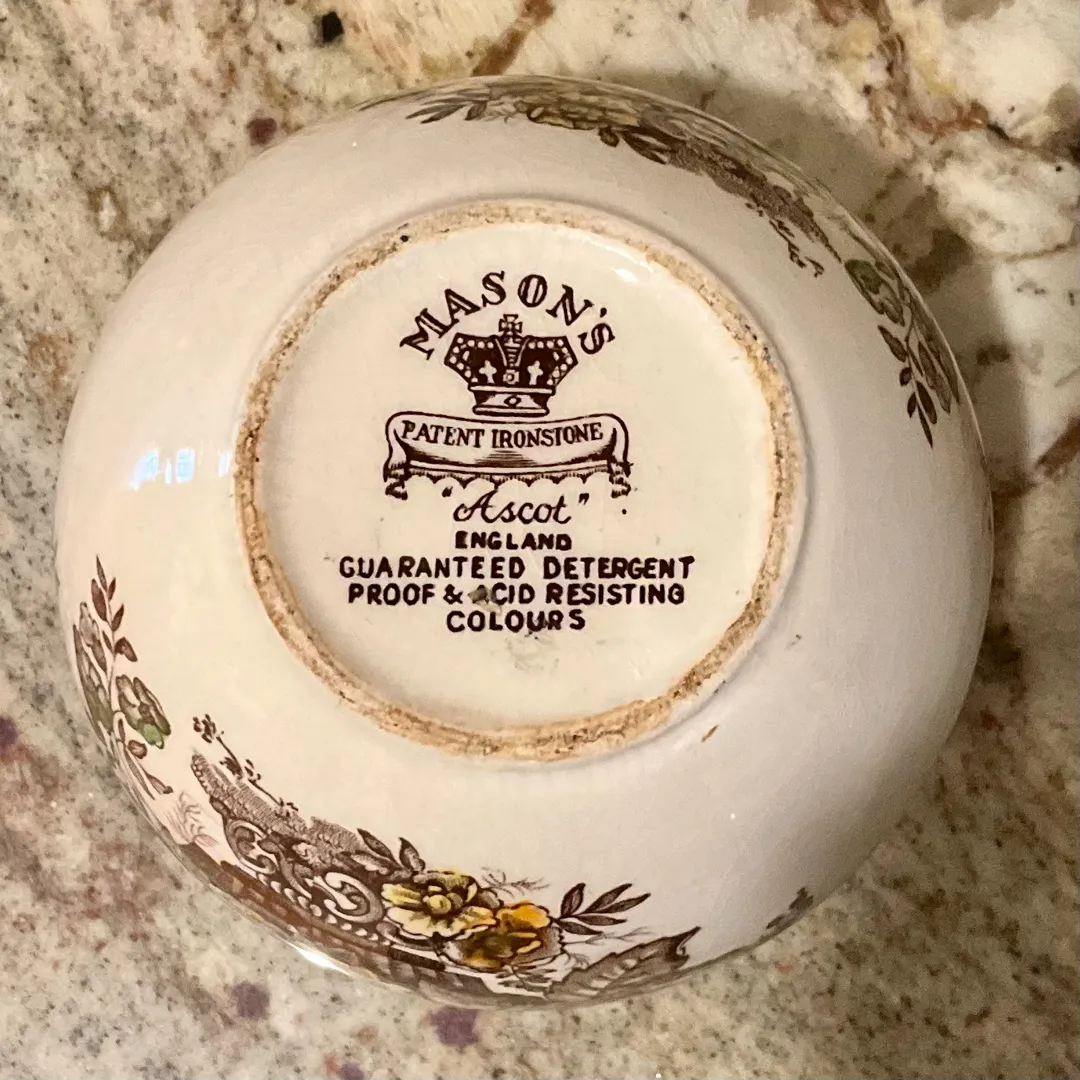 MASON'S
PATENT IRONSTONE
"Ascot"
ENGLAND
GUARANTEED DETERGENT
PROOF & ACID RESISTING
COLOURS